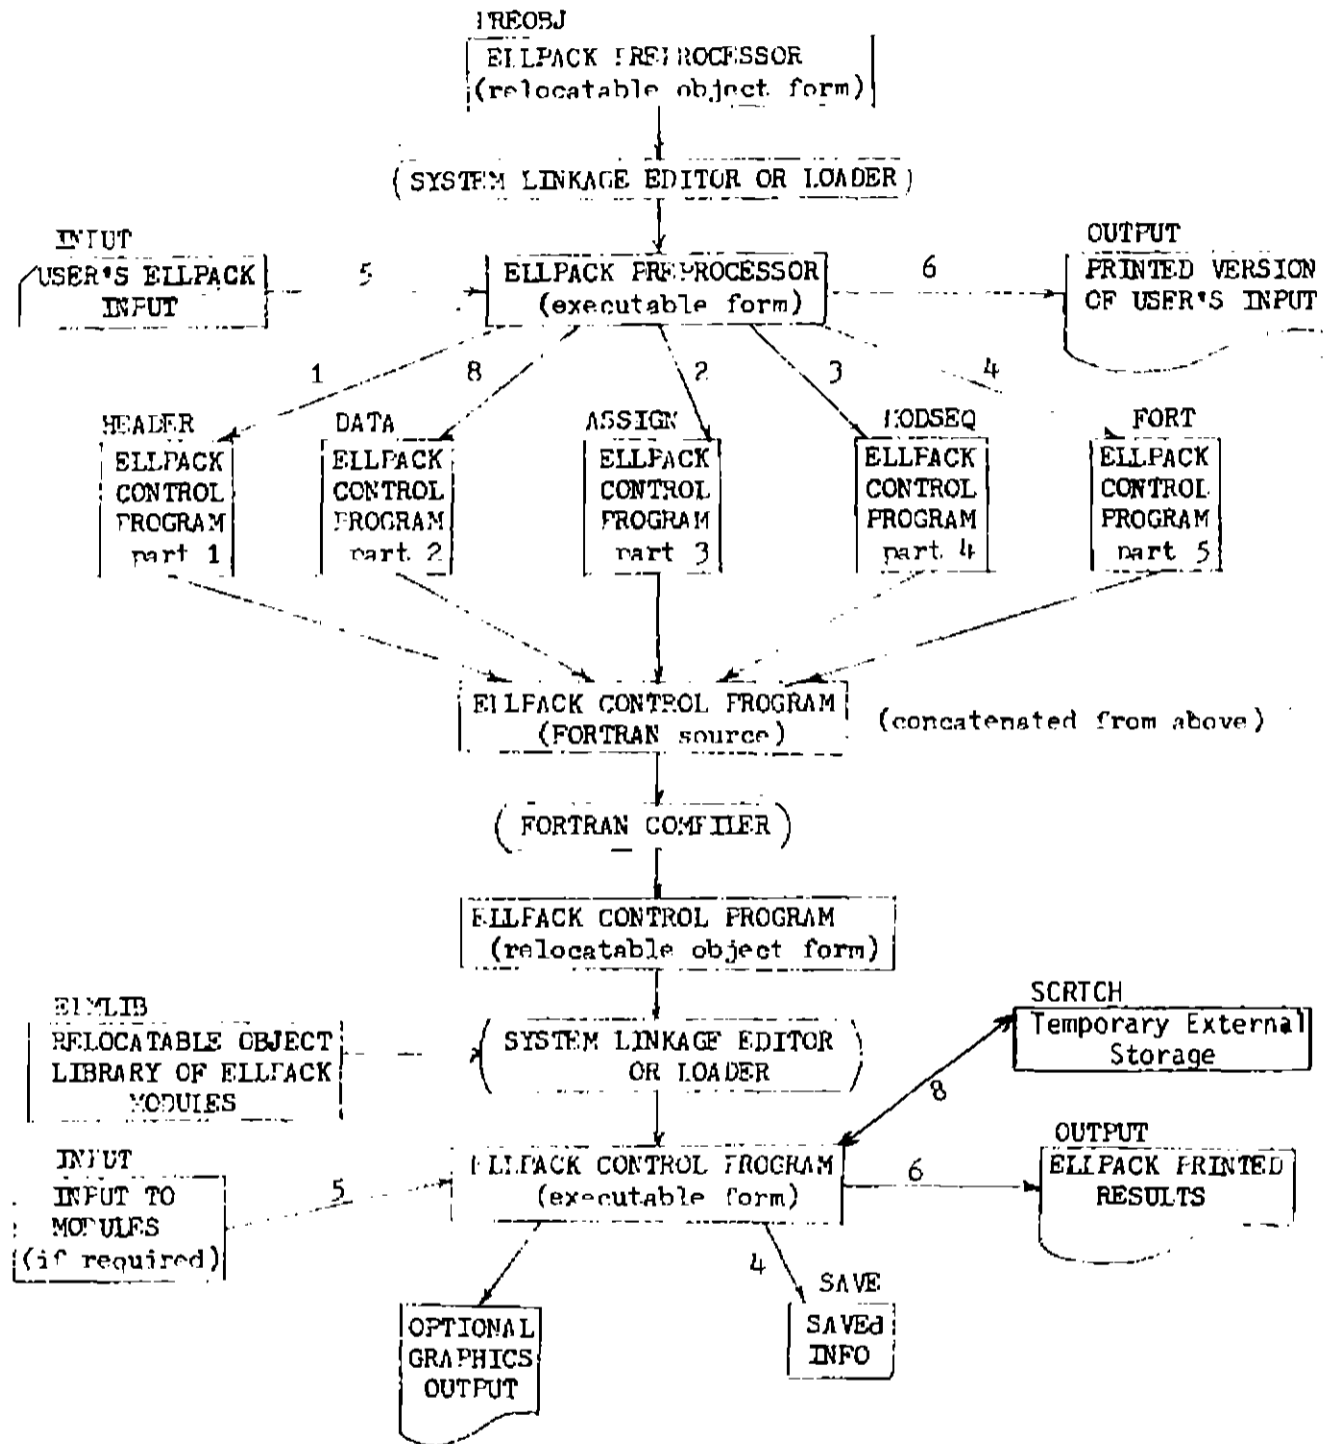 PREOBJ
ELLPACK PREPROCESSOR
(relocatable object form)
(SYSTEM LINKAGE EDITOR OR LOADER)
INPUT
USER'S ELLPACK
INPUT
5
ELLPACK PREPROCESSOR
(executable form)
6
OUTPUT
PRINTED VERSION
OF USER'S INPUT
1
8
2
3
4
HEADER
ELLPACK
CONTROL
PROGRAM
part 1
DATA
ELLPACK
CONTROL
PROGRAM
part 2
ASSIGN
ELLPACK
CONTROL
PROGRAM
part 3
MODSEQ
ELLPACK
CONTROL
PROGRAM
part 4
FORT
ELLPACK
CONTROL
PROGRAM
part 5
ELLPACK CONTROL PROGRAM
(FORTRAN source)
(concatenated from above)
(FORTRAN COMPILER)
ELLPACK CONTROL PROGRAM
(relocatable object form)
ELMLIB
RELOCATABLE OBJECT
LIBRARY OF ELLPACK
MODULES
(SYSTEM LINKAGE EDITOR
OR LOADER)
SCRTCH
Temporary External
Storage
8
INPUT
INPUT TO
MODULES
(if required)
5
ELLPACK CONTROL PROGRAM
(executable form)
6
OUTPUT
ELLPACK PRINTED
RESULTS
4
OPTIONAL
GRAPHICS
OUTPUT
SAVE
SAVEd
INFO